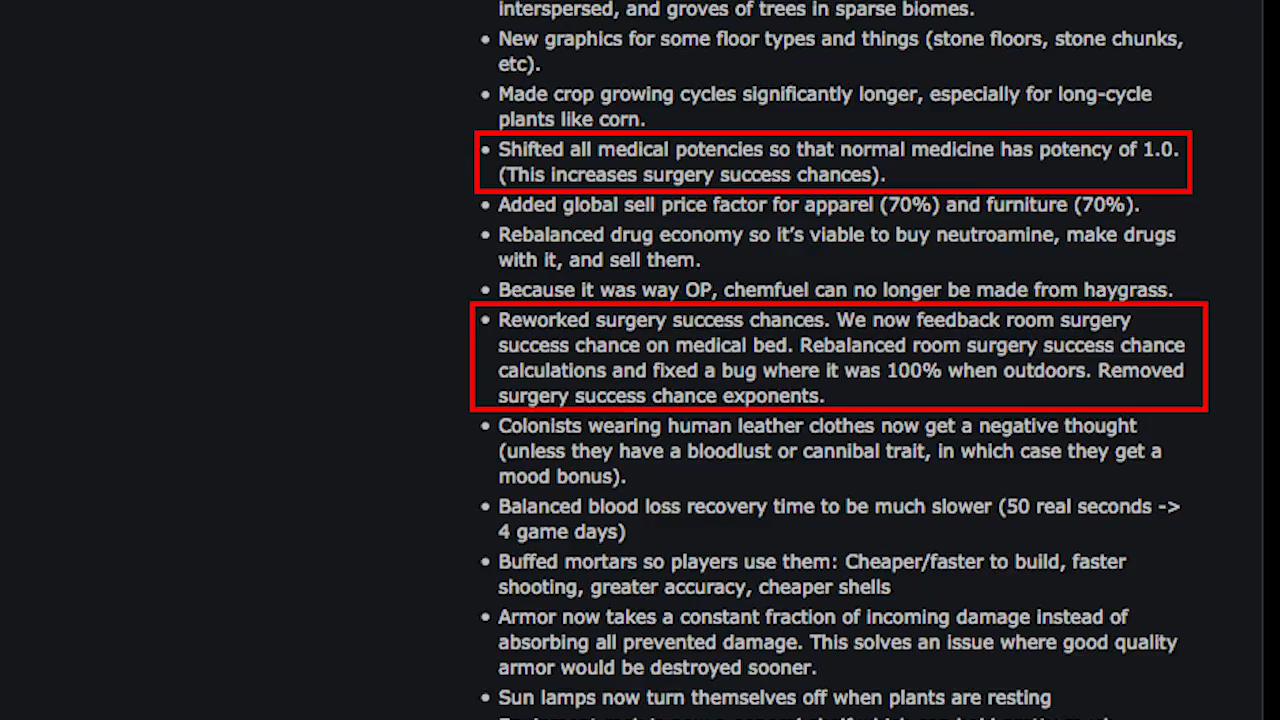 interspersed, and groves of trees in sparse biomes.
• New graphics for some floor types and things (stone floors, stone chunks,
etc).
• Made crop growing cycles significantly longer, especially for long-cycle
plants like corn.
• Shifted all medical potencies so that normal medicine has potency of 1.0.
(This increases surgery success chances).
• Added global sell price factor for apparel (70%) and furniture (70%).
• Rebalanced drug economy so it’s viable to buy neutroamine, make drugs
with it, and sell them.
• Because it was way OP, chemfuel can no longer be made from haygrass.
• Reworked surgery success chances. We now feedback room surgery
success chance on medical bed. Rebalanced room surgery success chance
calculations and fixed a bug where it was 100% when outdoors. Removed
surgery success chance exponents.
• Colonists wearing human leather clothes now get a negative thought
(unless they have a bloodlust or cannibal trait, in which case they get a
mood bonus).
• Balanced blood loss recovery time to be much slower (50 real seconds ->
4 game days)
• Buffed mortars so players use them: Cheaper/faster to build, faster
shooting, greater accuracy, cheaper shells
• Armor now takes a constant fraction of incoming damage instead of
absorbing all prevented damage. This solves an issue where good quality
armor would be destroyed sooner.
• Sun lamps now turn themselves off when plants are resting